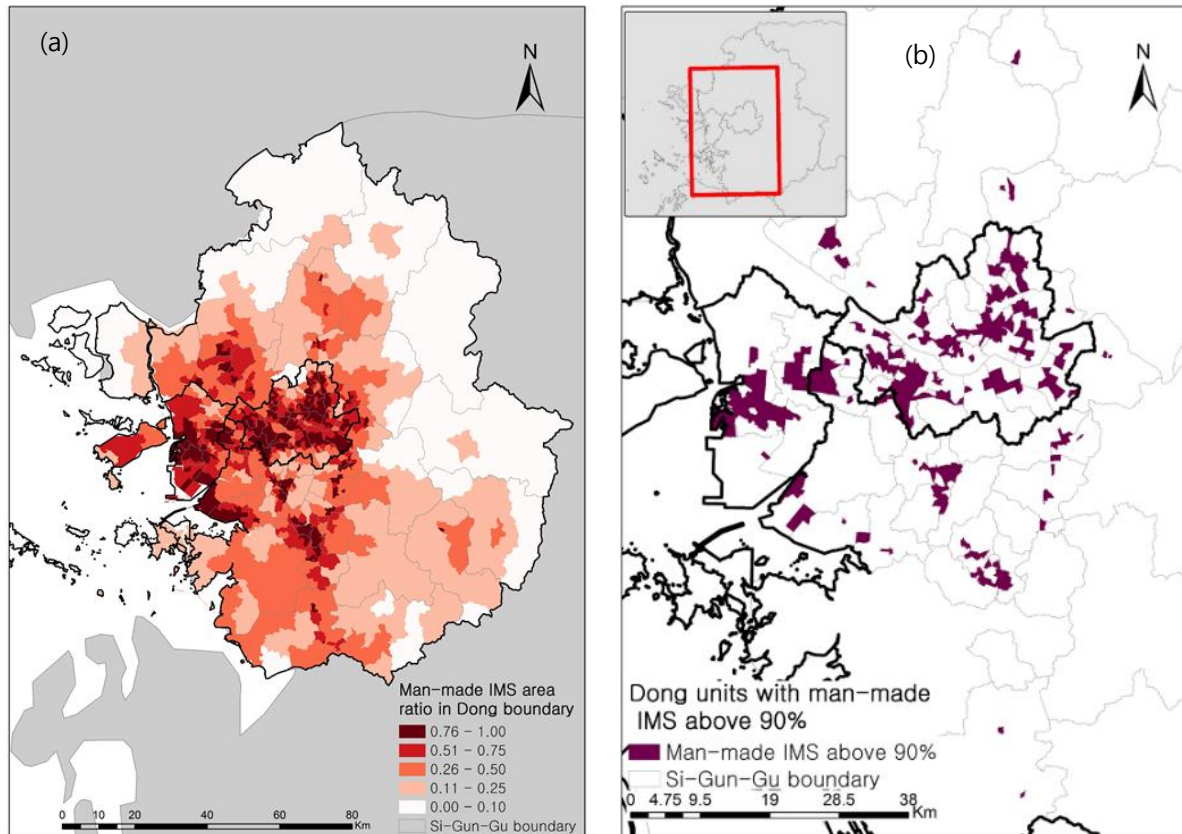 (a)
N
Man-made IMS area
ratio in Dong boundary
0.76 - 1.00
0.51 - 0.75
0.26 - 0.50
0.11 - 0.25
0.00 - 0.10
Si-Gun-Gu boundary
0 10 20 40 60 80
Km
(b)
N
Dong units with man-made
IMS above 90%
Man-made IMS above 90%
Si-Gun-Gu boundary
0 4.75 9.5 19 28.5 38
Km